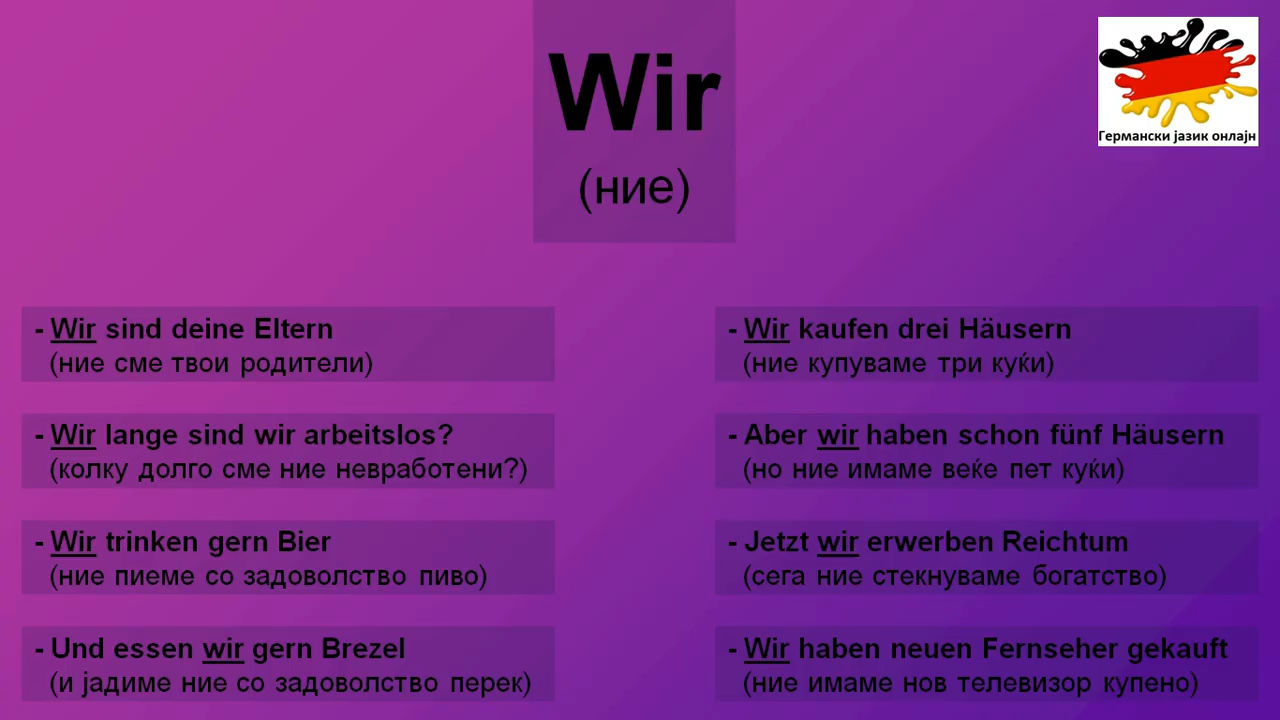 Wir
(ние)
Германски јазик онлајн
- Wir sind deine Eltern
(ние сме твои родители)
- Wir lange sind wir arbeitslos?
(колку долго сме ние невработени?)
- Wir trinken gern Bier
(ние пиеме со задоволство пиво)
- Und essen wir gern Brezel
(и јадиме ние со задоволство перек)
- Wir kaufen drei Häusern
(ние купуваме три куќи)
- Aber wir haben schon fünf Häusern
(но ние имаме веќе пет куќи)
- Jetzt wir erwerben Reichtum
(сега ние стекнуваме богатство)
- Wir haben neuen Fernseher gekauft
(ние имаме нов телевизор купено)